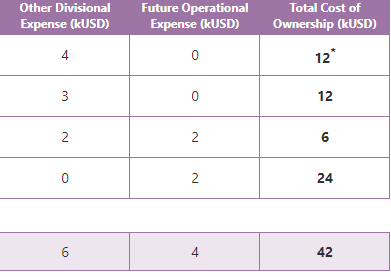 Other Divisional Expense (kUSD) Future Operational Expense (kUSD) Total Cost of Ownership (kUSD)
4 0 12*
3 0 12
2 2 6
0 2 24
6 4 42